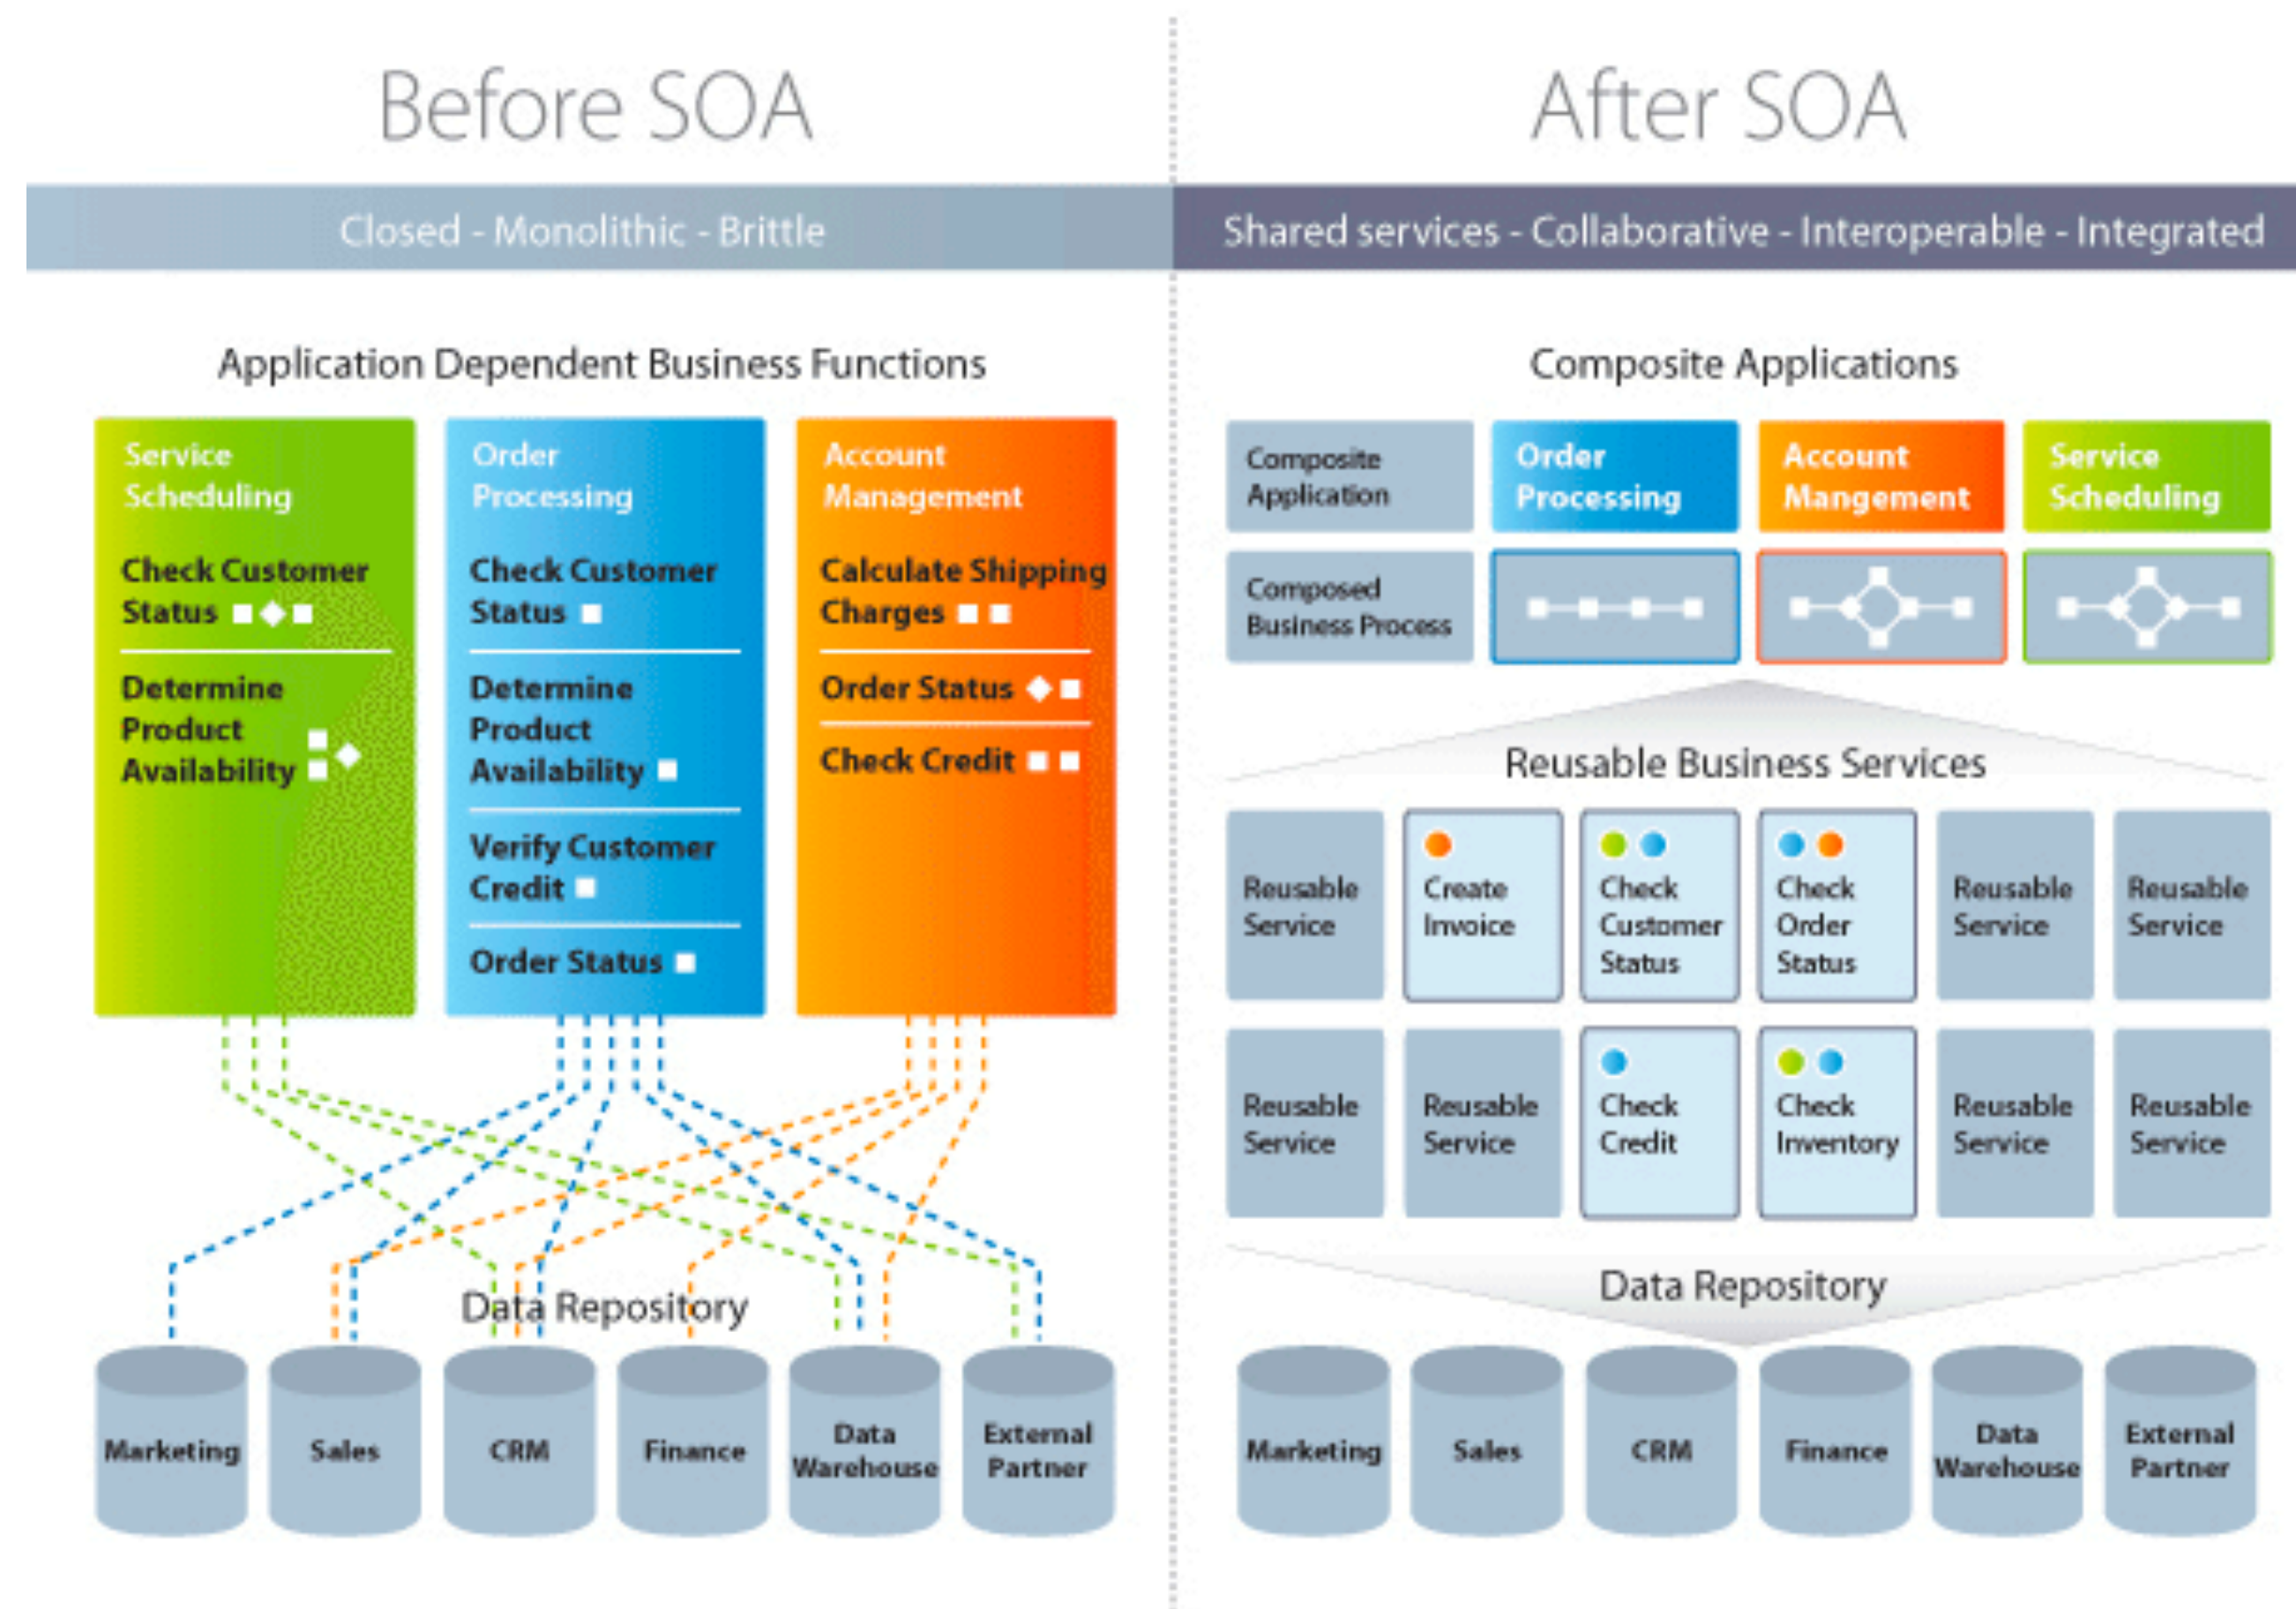 Before SOA
Closed - Monolithic - Brittle
Application Dependent Business Functions
Service
Scheduling
Check Customer
Status
Determine
Product
Availability
Order
Processing
Check Customer
Status
Determine
Product
Availability
Verify Customer
Credit
Order Status
Account
Management
Calculate Shipping
Charges
Order Status
Check Credit
Data Repository
Marketing
Sales
CRM
Finance
Data
Warehouse
External
Partner
After SOA
Shared services - Collaborative - Interoperable - Integrated
Composite Applications
Composite
Application
Order
Processing
Account
Mangement
Service
Scheduling
Composed
Business Process
Reusable Business Services
Reusable
Service
Create
Invoice
Check
Customer
Status
Check
Order
Status
Reusable
Service
Reusable
Service
Reusable
Service
Reusable
Service
Check
Credit
Check
Inventory
Reusable
Service
Reusable
Service
Data Repository
Marketing
Sales
CRM
Finance
Data
Warehouse
External
Partner